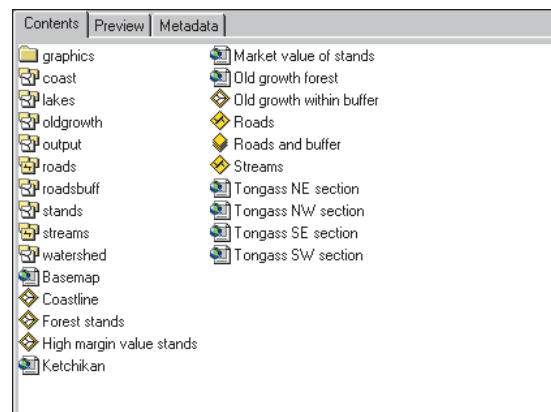 Contents Preview Metadata
graphics
coast
lakes
oldgrowth
output
roads
roadsbuff
stands
streams
watershed
Basemap
Coastline
Forest stands
High margin value stands
Ketchikan
Market value of stands
Old growth forest
Old growth within buffer
Roads
Roads and buffer
Streams
Tongass NE section
Tongass NW section
Tongass SE section
Tongass SW section